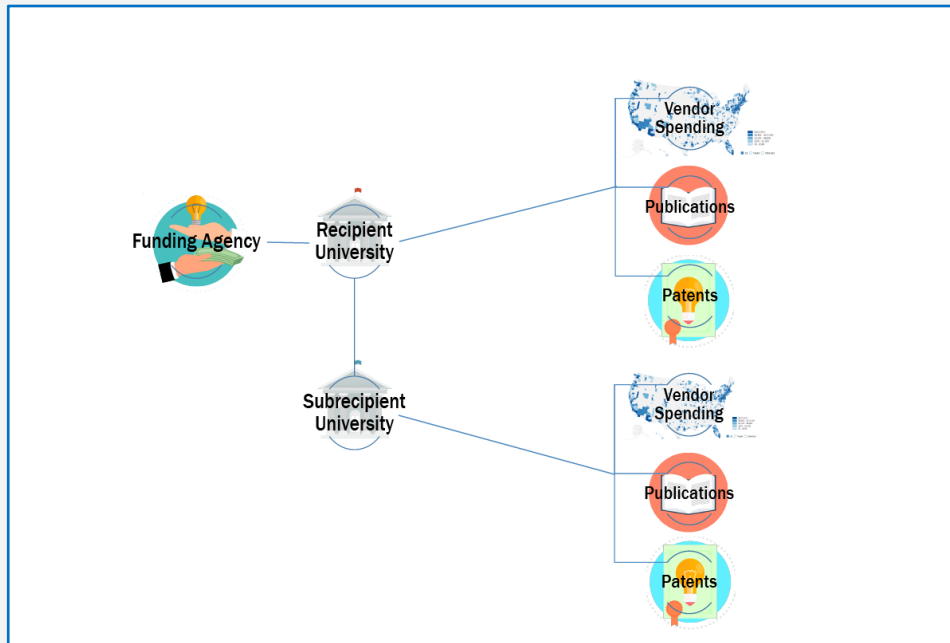 Vendor
Spending
Publications
Funding Agency
Recipient
University
Patents
Subrecipient
University
Vendor
Spending
Publications
Patents